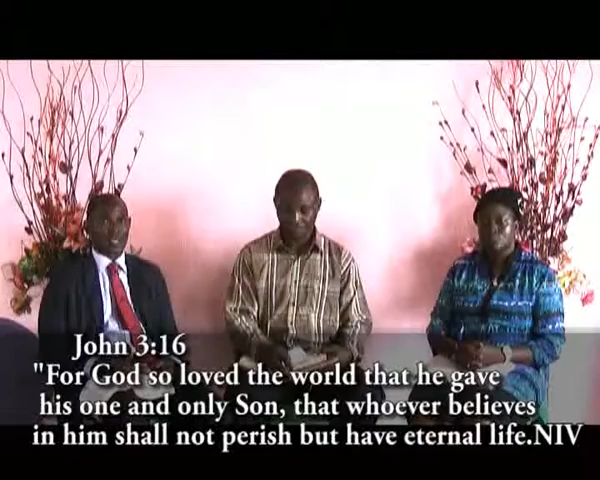 John 3:16
"For God so loved the world that he gave
his one and only Son, that whoever believes
in him shall not perish but have eternal life.NIV